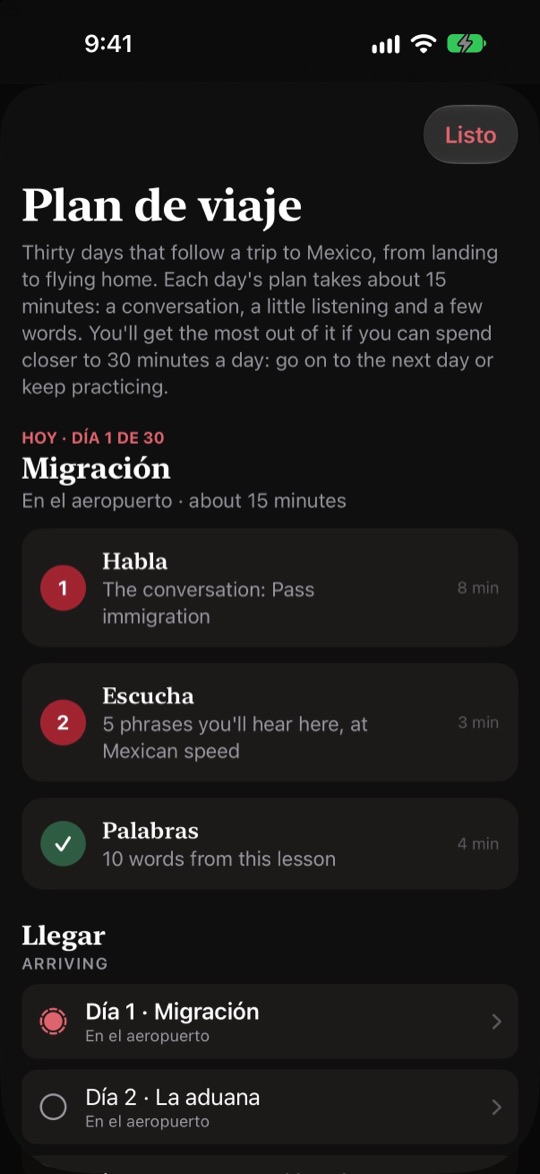 9:41
Listo
Plan de viaje
Thirty days that follow a trip to Mexico, from landing
to flying home. Each day's plan takes about 15
minutes: a conversation, a little listening and a few
words. You'll get the most out of it if you can spend
closer to 30 minutes a day: go on to the next day or
keep practicing.
HOY · DÍA 1 DE 30
Migración
En el aeropuerto · about 15 minutes
1
Habla
The conversation: Pass
immigration
8 min
2
Escucha
5 phrases you'll hear here, at
Mexican speed
3 min
Palabras
10 words from this lesson
4 min
Llegar
ARRIVING
Día 1 · Migración
En el aeropuerto
Día 2 · La aduana
En el aeropuerto